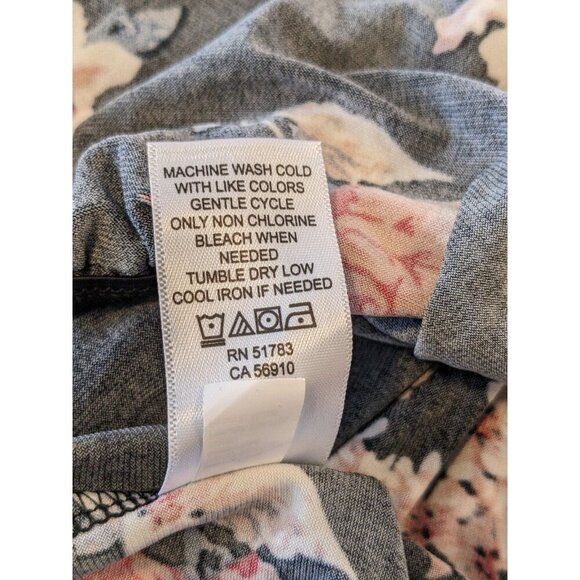 MACHINE WASH COLD
WITH LIKE COLORS
GENTLE CYCLE
ONLY NON CHLORINE
BLEACH WHEN
NEEDED
TUMBLE DRY LOW
COOL IRON IF NEEDED
RN 51783
CA 56910